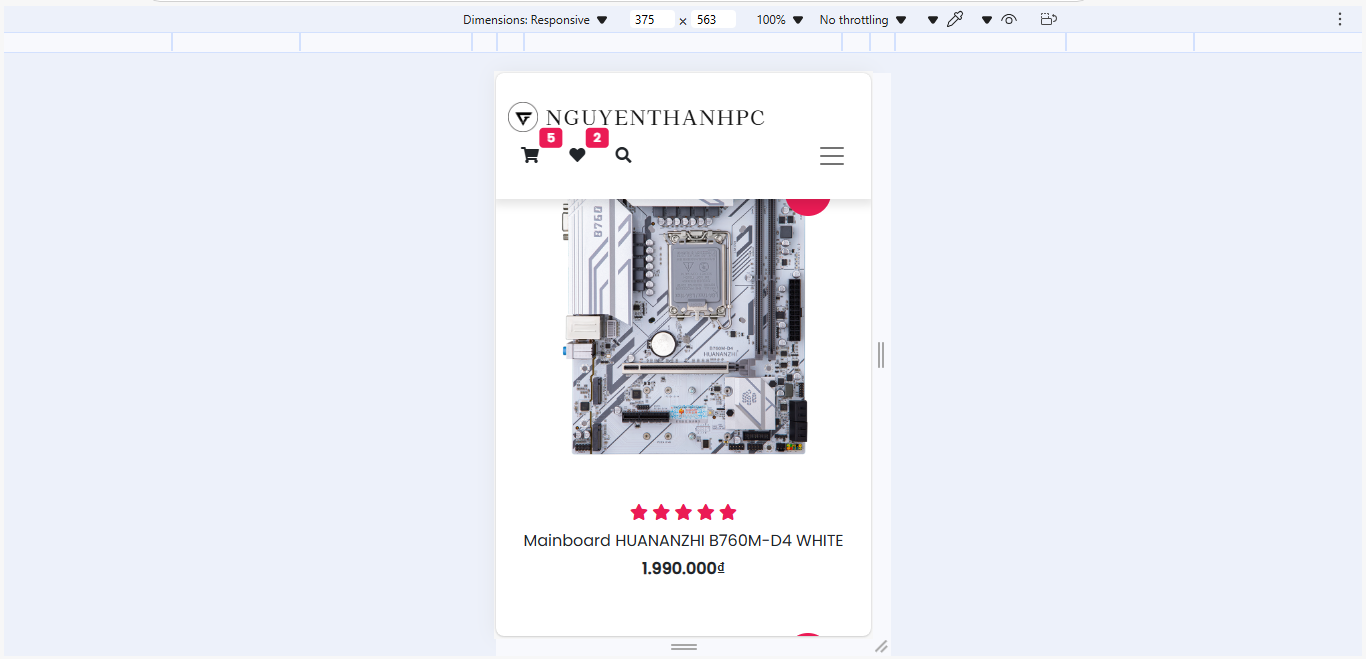 Dimensions: Responsive 375 × 563 100% No throttling
NGUYENTHANHPC
5 2
B760
HUANANZHI
Mainboard HUANANZHI B760M-D4 WHITE
1.990.000₫